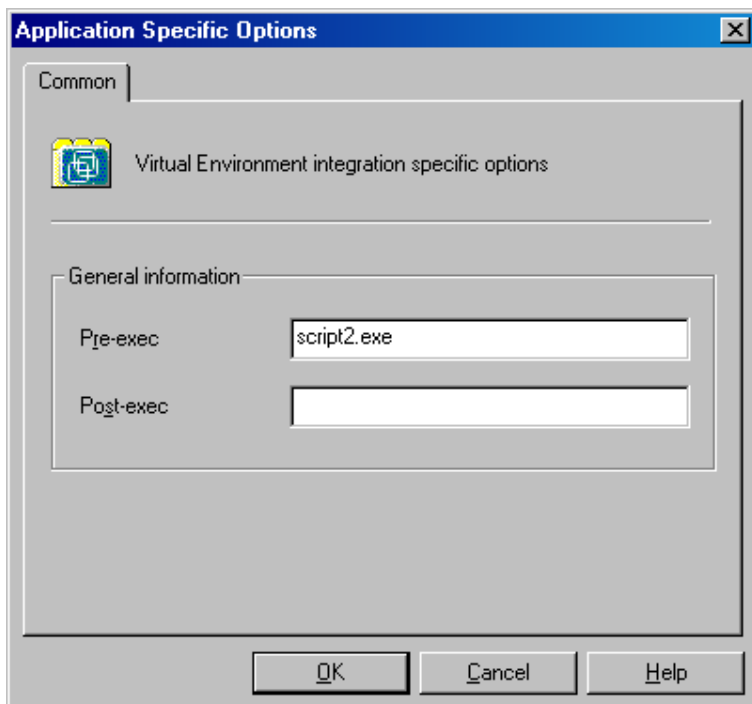 Application Specific Options
Common
Virtual Environment integration specific options
General information
Pre-exec
script2.exe
Post-exec
OK
Cancel
Help